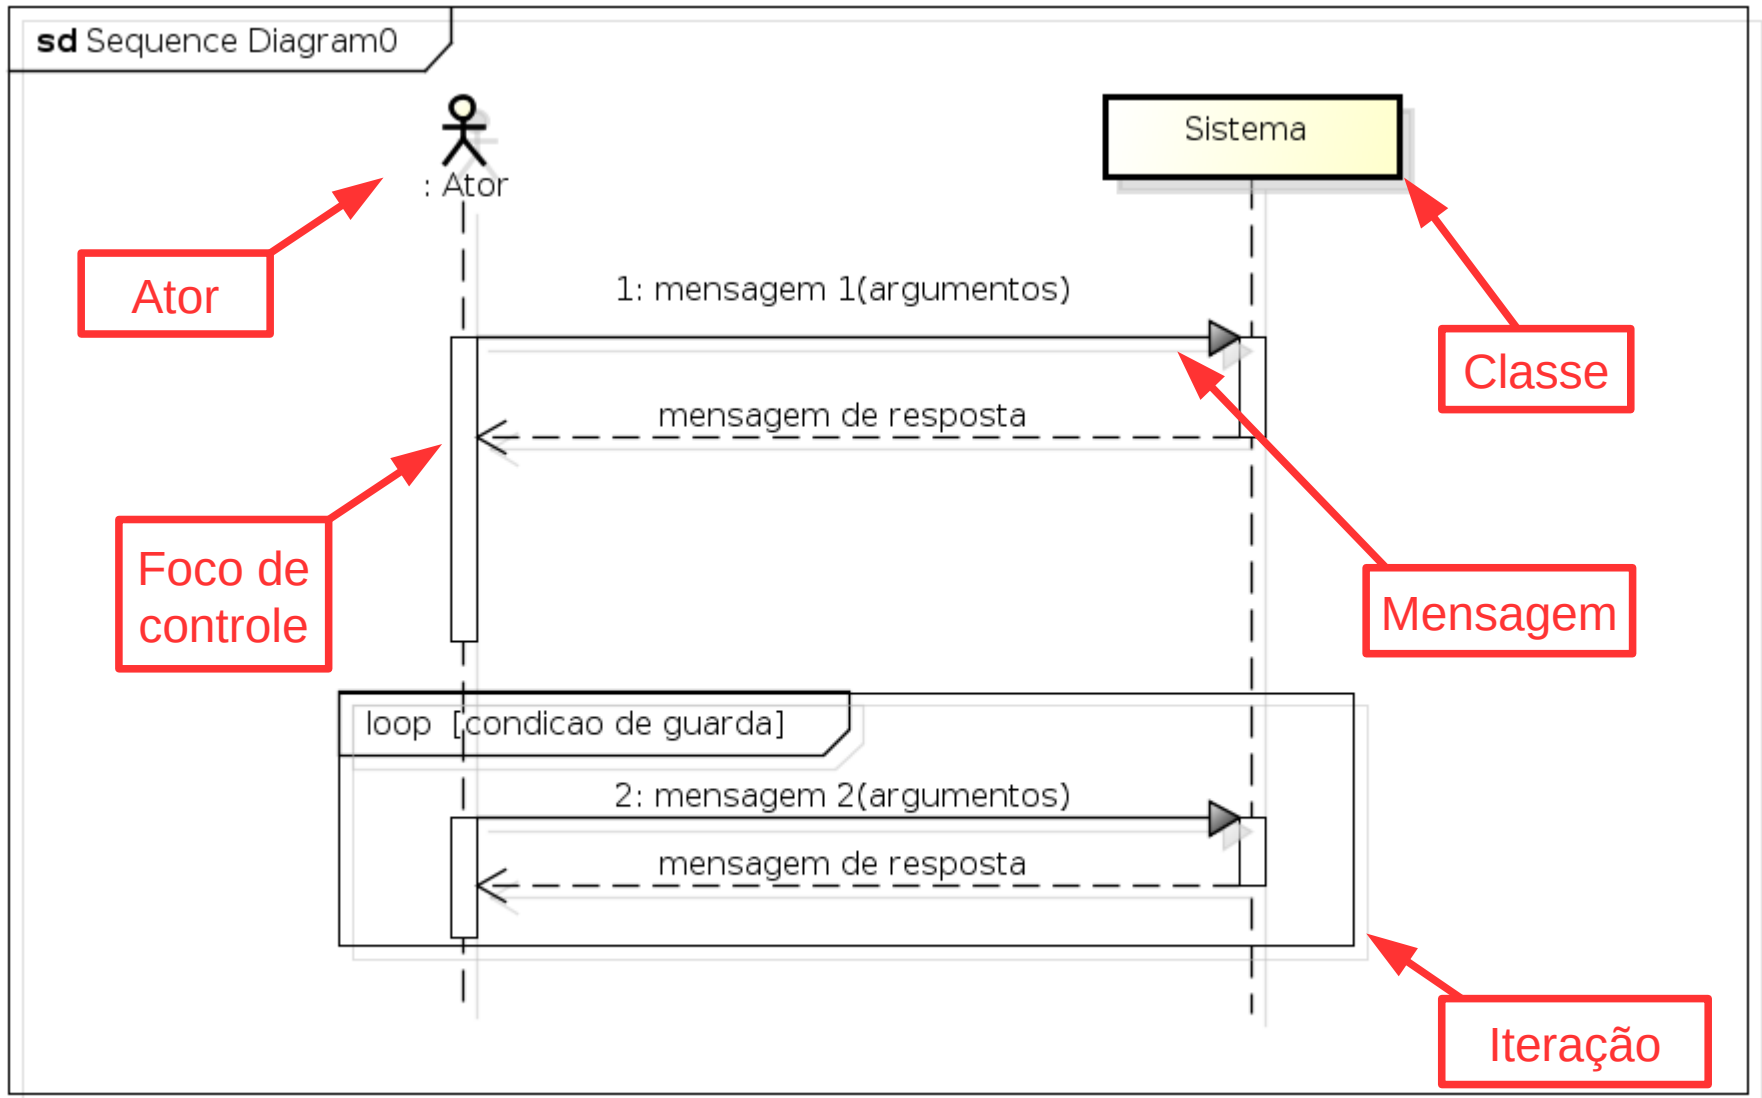 sd Sequence Diagram0
Sistema
: Ator
Ator
1: mensagem 1(argumentos)
Classe
mensagem de resposta
Foco de
controle
Mensagem
loop [condicao de guarda]
2: mensagem 2(argumentos)
mensagem de resposta
Iteração